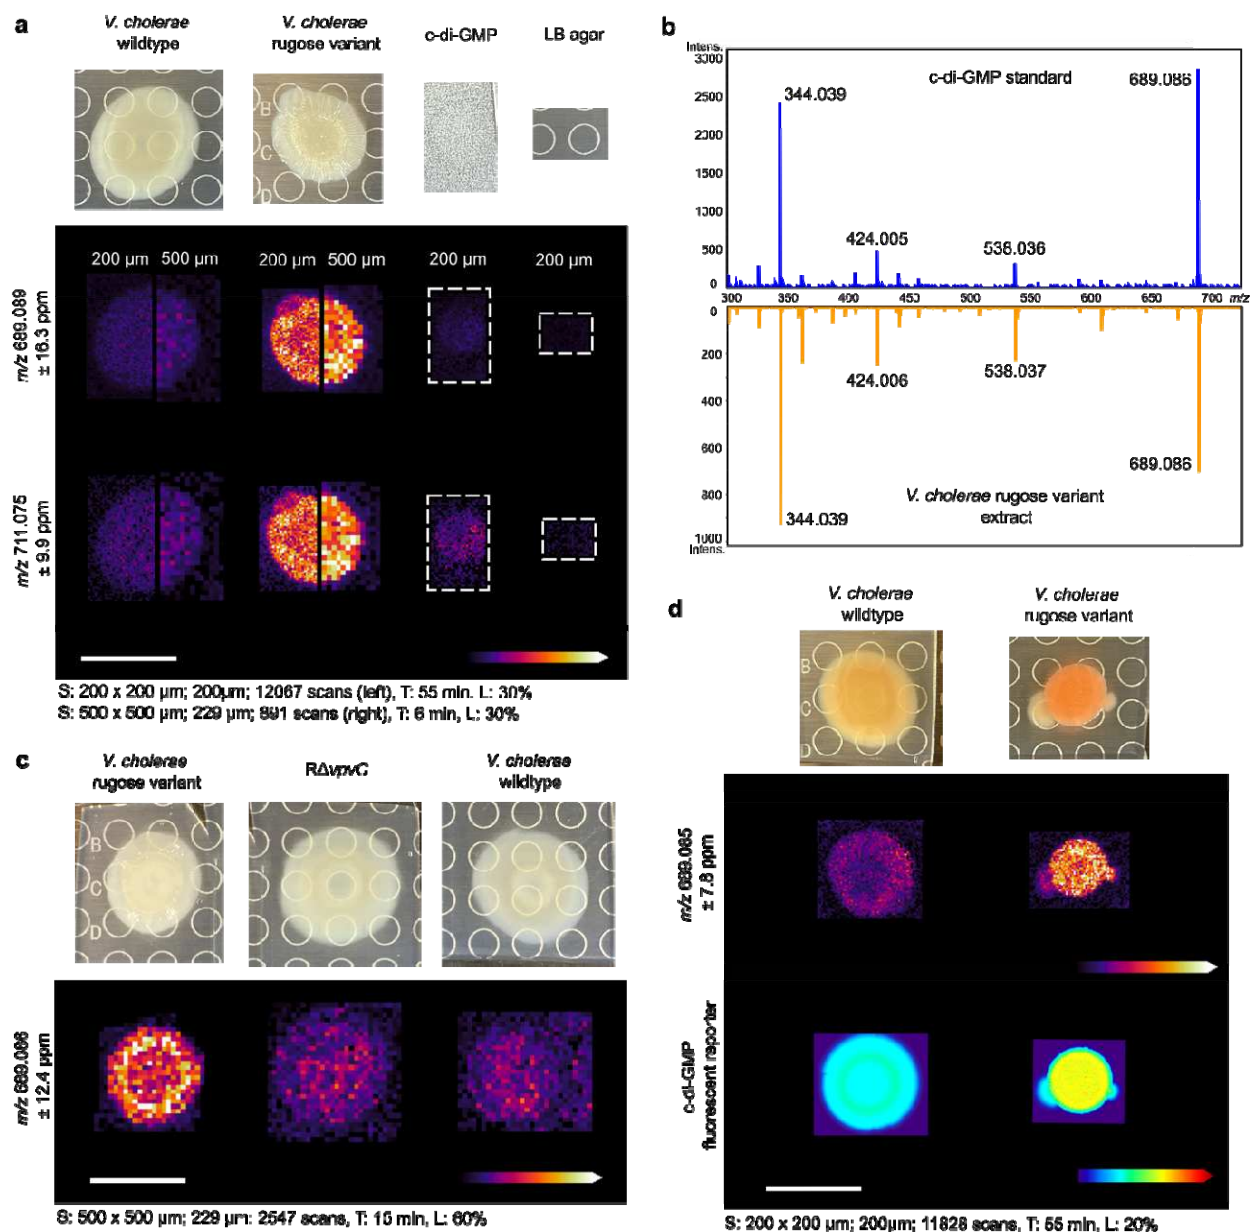 a
V. cholerae
wildtype
V. cholerae
rugose variant
c-di-GMP
LB agar
B
C
D
200 µm
500 µm
200 µm
500 µm
200 µm
200 µm
m/z 689.089
± 16.3 ppm
m/z 711.075
± 9.9 ppm
S: 200 x 200 µm; 200µm; 12067 scans (left), T: 55 min. L: 30%
S: 500 x 500 µm; 229 µm; 891 scans (right), T: 6 min, L: 30%
b
Intens.
3000
2500
2000
1500
1000
500
0
c-di-GMP standard
344.039
424.005
538.036
689.086
300
350
400
450
500
550
600
650
700
m/z
0
200
400
600
800
1000
Intens.
344.039
424.006
538.037
689.086
V. cholerae rugose variant
extract
c
V. cholerae
rugose variant
RΔvpvC
V. cholerae
wildtype
B
C
D
m/z 689.086
± 12.4 ppm
S: 500 x 500 µm; 229 µm: 2547 scans, T: 15 min, L: 60%
d
V. cholerae
wildtype
V. cholerae
rugose variant
B
C
D
m/z 689.085
± 7.8 ppm
c-di-GMP
fluorescent reporter
S: 200 x 200 µm; 200µm; 11828 scans, T: 55 min, L: 20%